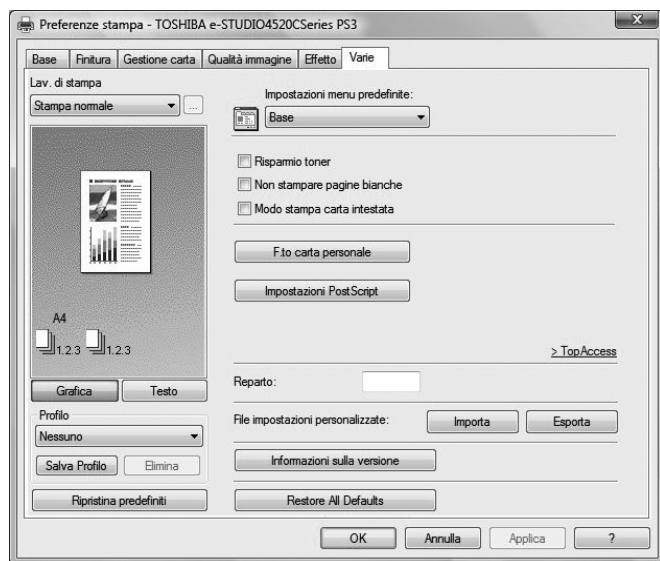 Preferenze stampa - TOSHIBA e-STUDIO4520CSeries PS3
Base Finitura Gestione carta Qualità immagine Effetto Varie
Lav. di stampa
Stampa normale
...
A4
1.2.3 1.2.3
Grafica Testo
Profilo
Nessuno
Salva Profilo Elimina
Ripristina predefiniti
Impostazioni menu predefinite:
Base
Risparmio toner
Non stampare pagine bianche
Modo stampa carta intestata
F.to carta personale
Impostazioni PostScript
> TopAccess
Reparto:
File impostazioni personalizzate: Importa Esporta
Informazioni sulla versione
Restore All Defaults
OK Annulla Applica ?